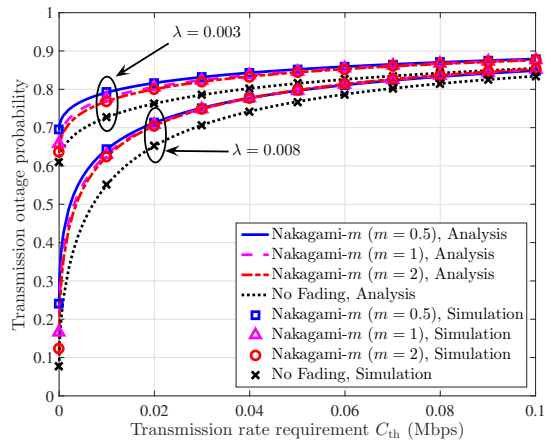 1
0.9
0.8
0.7
0.6
0.5
0.4
0.3
0.2
0.1
0
Transmission outage probability
λ = 0.003
λ = 0.008
Nakagami-m (m = 0.5), Analysis
Nakagami-m (m = 1), Analysis
Nakagami-m (m = 2), Analysis
No Fading, Analysis
Nakagami-m (m = 0.5), Simulation
Nakagami-m (m = 1), Simulation
Nakagami-m (m = 2), Simulation
No Fading, Simulation
0 0.02 0.04 0.06 0.08 0.1
Transmission rate requirement Cth (Mbps)